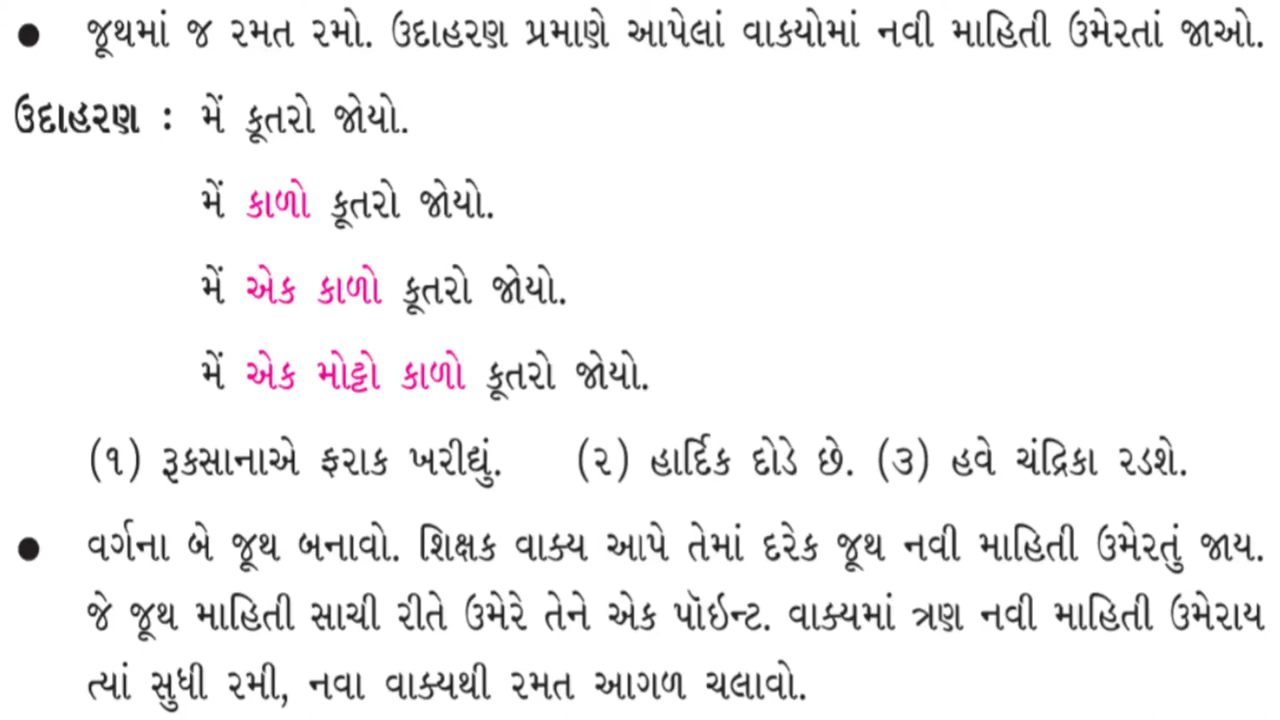 ● જૂથમાં જ રમત રમો. ઉદાહરણ પ્રમાણે આપેલાં વાક્યોમાં નવી માહિતી ઉમેરતાં જાઓ.
ઉદાહરણ : મેં કૂતરો જોયો.
મેં કાળો કૂતરો જોયો.
મેં એક કાળો કૂતરો જોયો.
મેં એક મોટ્ટો કાળો કૂતરો જોયો.
(૧) રૂકસાનાએ ફરાક ખરીદ્યું. (૨) હાર્દિક દોડે છે. (૩) હવે ચંદ્રિકા રડશે.
● વર્ગના બે જૂથ બનાવો. શિક્ષક વાક્ય આપે તેમાં દરેક જૂથ નવી માહિતી ઉમેરતું જાય.
જે જૂથ માહિતી સાચી રીતે ઉમેરે તેને એક પૉઇન્ટ. વાક્યમાં ત્રણ નવી માહિતી ઉમેરાય
ત્યાં સુધી રમી, નવા વાક્યથી રમત આગળ ચલાવો.